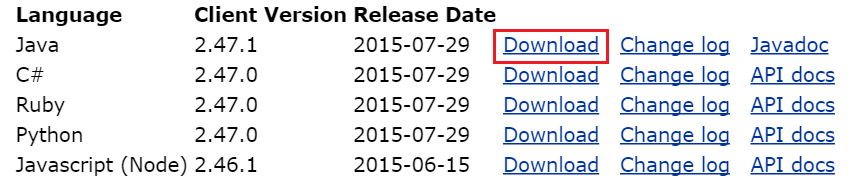 Language Client Version Release Date
Java 2.47.1 2015-07-29 Download Change log Javadoc
C# 2.47.0 2015-07-29 Download Change log API docs
Ruby 2.47.0 2015-07-29 Download Change log API docs
Python 2.47.0 2015-07-29 Download Change log API docs
Javascript (Node) 2.46.1 2015-06-15 Download Change log API docs